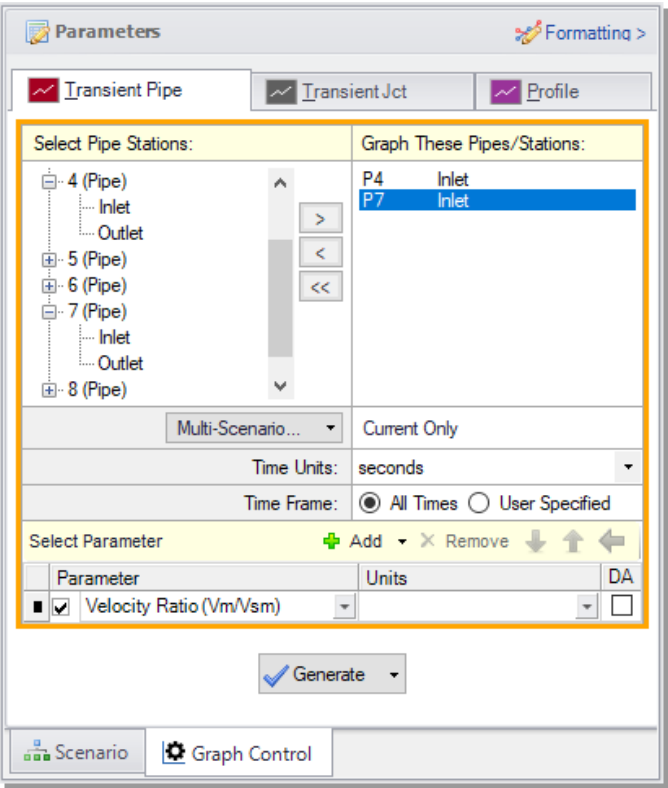 Parameters
Formatting >
Transient Pipe
Transient Jct
Profile
Select Pipe Stations:
Graph These Pipes/Stations:
4 (Pipe)
Inlet
Outlet
5 (Pipe)
6 (Pipe)
7 (Pipe)
Inlet
Outlet
8 (Pipe)
>
<
<<
P4 Inlet
P7 Inlet
Multi-Scenario...
Current Only
Time Units:
seconds
Time Frame:
All Times
User Specified
Select Parameter
Add
Remove
Parameter
Units
DA
Velocity Ratio (Vm/Vsm)
Generate
Scenario
Graph Control